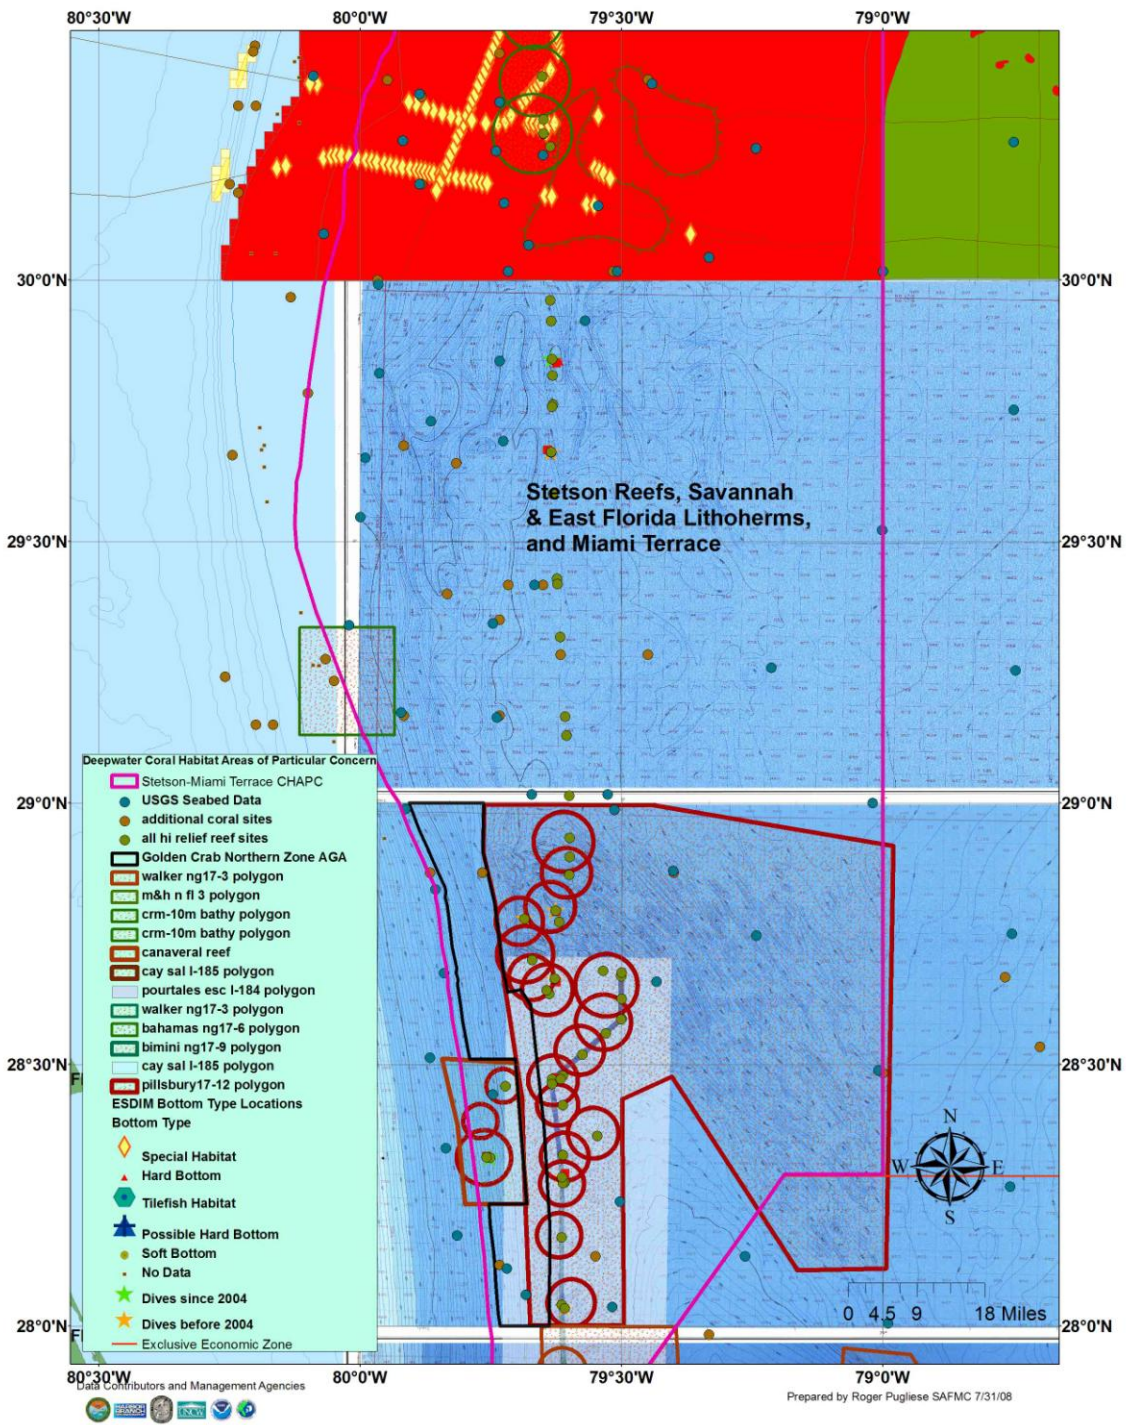 80°30'W 80°0'W 79°30'W 79°0'W
30°0'N 30°0'N
Stetson Reefs, Savannah
& East Florida Lithoherms,
and Miami Terrace
29°30'N 29°30'N
29°0'N 29°0'N
Deepwater Coral Habitat Areas of Particular Concern
Stetson-Miami Terrace CHAPC
USGS Seabed Data
additional coral sites
all hi relief reef sites
Golden Crab Northern Zone AGA
walker ng17-3 polygon
m&h n fl 3 polygon
crm-10m bathy polygon
crm-10m bathy polygon
canaveral reef
cay sal l-185 polygon
pourtales esc l-184 polygon
walker ng17-3 polygon
bahamas ng17-6 polygon
bimini ng17-9 polygon
cay sal l-185 polygon
pillsbury17-12 polygon
ESDIM Bottom Type Locations
Bottom Type
Special Habitat
Hard Bottom
Tilefish Habitat
Possible Hard Bottom
Soft Bottom
No Data
Dives since 2004
Dives before 2004
Exclusive Economic Zone
28°30'N 28°30'N
N
W E
S
0 4.5 9 18 Miles
28°0'N 28°0'N
80°30'W 80°0'W 79°30'W 79°0'W
Data Contributors and Management Agencies
Prepared by Roger Pugliese SAFMC 7/31/08